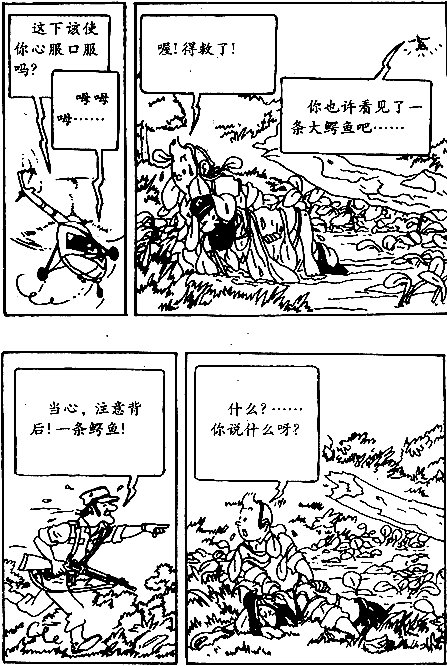 这下该使
你心服口服
吗?
嘚嘚
嘚……
喔!得救了!
你也许看见了一
条大鳄鱼吧……
当心,注意背
后!一条鳄鱼!
什么?……
你说什么呀?